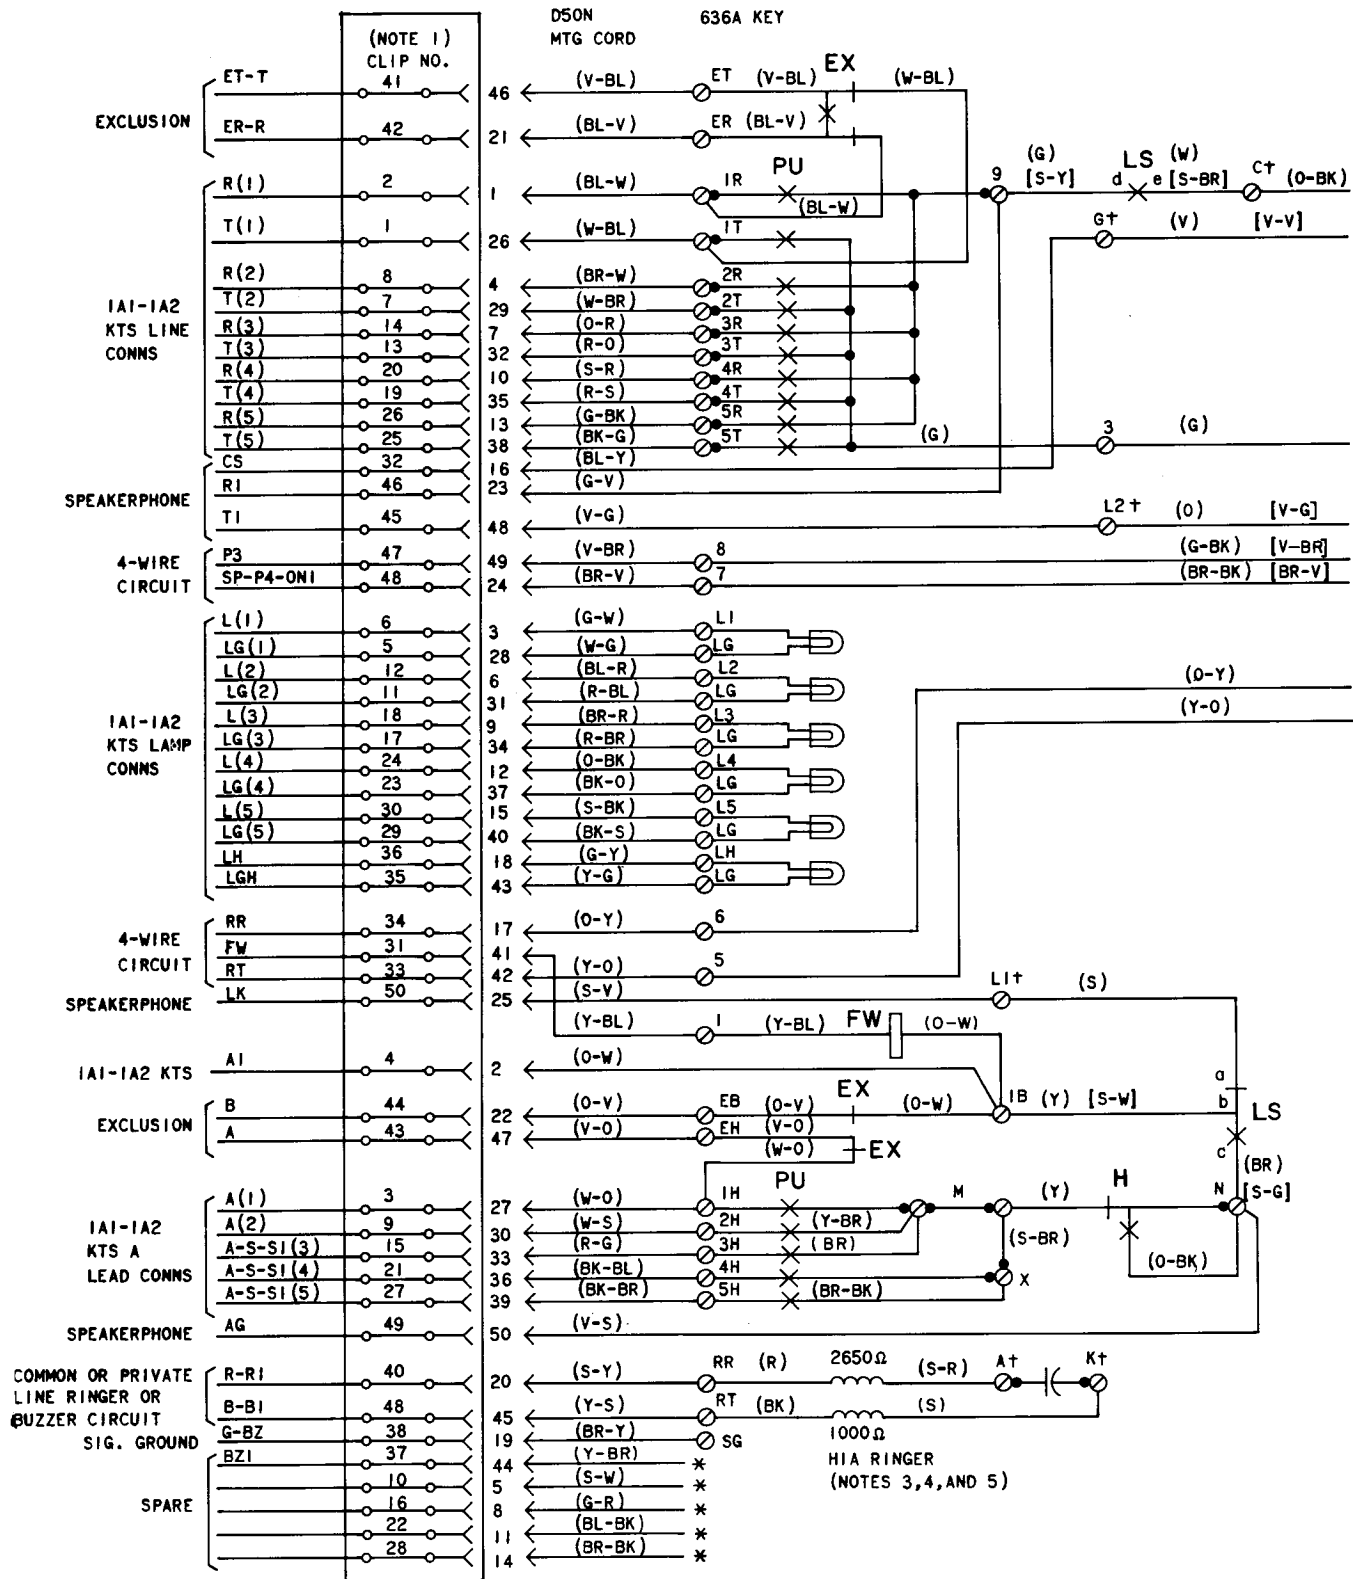 D50N 636A KEY
(NOTE 1) MTG CORD
CLIP NO.
ET-T 41 46 (V-BL) ET (V-BL) EX (W-BL)
EXCLUSION
ER-R 42 21 (BL-V) ER (BL-V)
PU 9 (G) LS (W) C†
R(1) 2 1 (BL-W) 1R (BL-W) [S-Y] d e [S-BR] (O-BK)
T(1) 1 26 (W-BL) 1T G† (V) [V-V]
R(2) 8 4 (BR-W) 2R
1A1-1A2 T(2) 7 29 (W-BR) 2T
KTS LINE R(3) 14 7 (O-R) 3R
CONNS T(3) 13 32 (R-O) 3T
R(4) 20 10 (S-R) 4R
T(4) 19 35 (R-S) 4T
R(5) 26 13 (G-BK) 5R
T(5) 25 38 (BK-G) 5T (G) 3 (G)
CS 32 16 (BL-Y)
SPEAKERPHONE R1 46 23 (G-V)
T1 45 48 (V-G) L2† (O) [V-G]
4-WIRE P3 47 49 (V-BR) 8 (G-BK) [V-BR]
CIRCUIT SP-P4-ON1 48 24 (BR-V) 7 (BR-BK) [BR-V]
L(1) 6 3 (G-W) L1
LG(1) 5 28 (W-G) LG
L(2) 12 6 (BL-R) L2 (O-Y)
LG(2) 11 31 (R-BL) LG
1A1-1A2 L(3) 18 9 (BR-R) L3 (Y-O)
KTS LAMP LG(3) 17 34 (R-BR) LG
CONNS L(4) 24 12 (O-BK) L4
LG(4) 23 37 (BK-O) LG
L(5) 30 15 (S-BK) L5
LG(5) 29 40 (BK-S) LG
LH 36 18 (G-Y) LH
LGH 35 43 (Y-G) LG
RR 34 17 (O-Y) 6
4-WIRE FW 31 41
CIRCUIT RT 33 42 (Y-O) 5
SPEAKERPHONE LK 50 25 (S-V) L1† (S)
(Y-BL) 1 (Y-BL) FW (O-W)
1A1-1A2 KTS A1 4 2 (O-W) a
B 44 22 (O-V) EB (O-V) EX (O-W) 1B (Y) [S-W] b LS
EXCLUSION
A 43 47 (V-O) EH (V-O)
(W-O) EX c
(BR)
A(1) 3 27 (W-O) 1H PU M (Y) H N [S-G]
1A1-1A2 A(2) 9 30 (W-S) 2H (Y-BR)
KTS A A-S-S1(3) 15 33 (R-G) 3H (BR) (S-BR)
LEAD CONNS A-S-S1(4) 21 36 (BK-BL) 4H X (O-BK)
A-S-S1(5) 27 39 (BK-BR) 5H (BR-BK)
SPEAKERPHONE AG 49 50 (V-S)
COMMON OR PRIVATE R-R1 40 20 (S-Y) RR (R) 2650Ω (S-R) A† K†
LINE RINGER OR
BUZZER CIRCUIT B-B1 48 45 (Y-S) RT (BK) (S)
SIG. GROUND G-BZ 38 19 (BR-Y) SG 1000Ω
BZ1 37 44 (Y-BR) * H1A RINGER
10 5 (S-W) * (NOTES 3,4,AND 5)
SPARE 16 8 (G-R) *
22 11 (BL-BK) *
28 14 (BR-BK) *